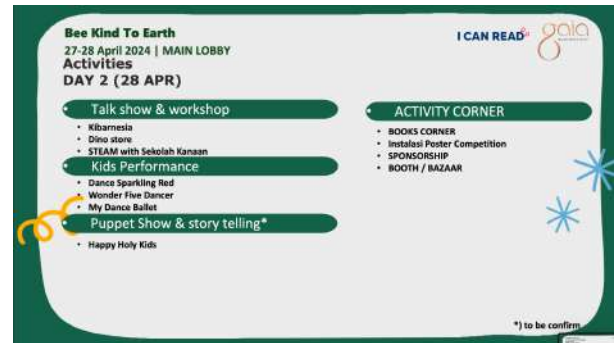 Bee Kind To Earth
27-28 April 2024 | MAIN LOBBY
Activities
DAY 2 (28 APR)
I CAN READ
gaia
Talk show & workshop
• Kibarnesia
• Dino store
• STEAM with Sekolah Kanaan
Kids Performance
• Dance Sparkling Red
• Wonder Five Dancer
• My Dance Ballet
Puppet Show & story telling*
• Happy Holy Kids
ACTIVITY CORNER
• BOOKS CORNER
• Instalasi Poster Competition
• SPONSORSHIP
• BOOTH / BAZAAR
*) to be confirm